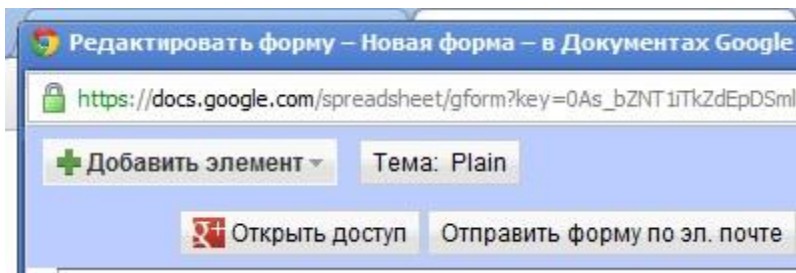 Редактировать форму – Новая форма – в Документах Google
https://docs.google.com/spreadsheet/gform?key=0As_bZNT1iTkZdEpDSml
Добавить элемент Тема: Plain
g+ Открыть доступ Отправить форму по эл. почте